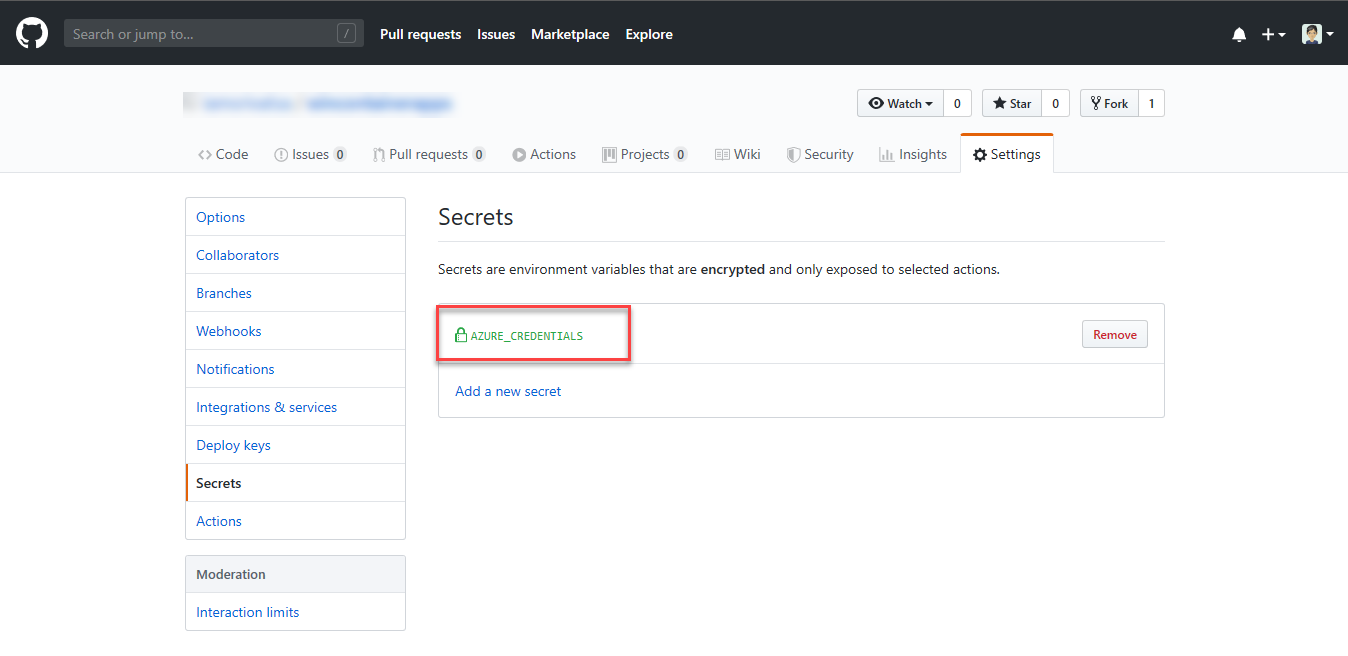 Search or jump to... / Pull requests Issues Marketplace Explore
Watch 0 Star 0 Fork 1
Code Issues 0 Pull requests 0 Actions Projects 0 Wiki Security Insights Settings
Options
Collaborators
Branches
Webhooks
Notifications
Integrations & services
Deploy keys
Secrets
Actions
Moderation
Interaction limits
Secrets
Secrets are environment variables that are encrypted and only exposed to selected actions.
AZURE_CREDENTIALS Remove
Add a new secret